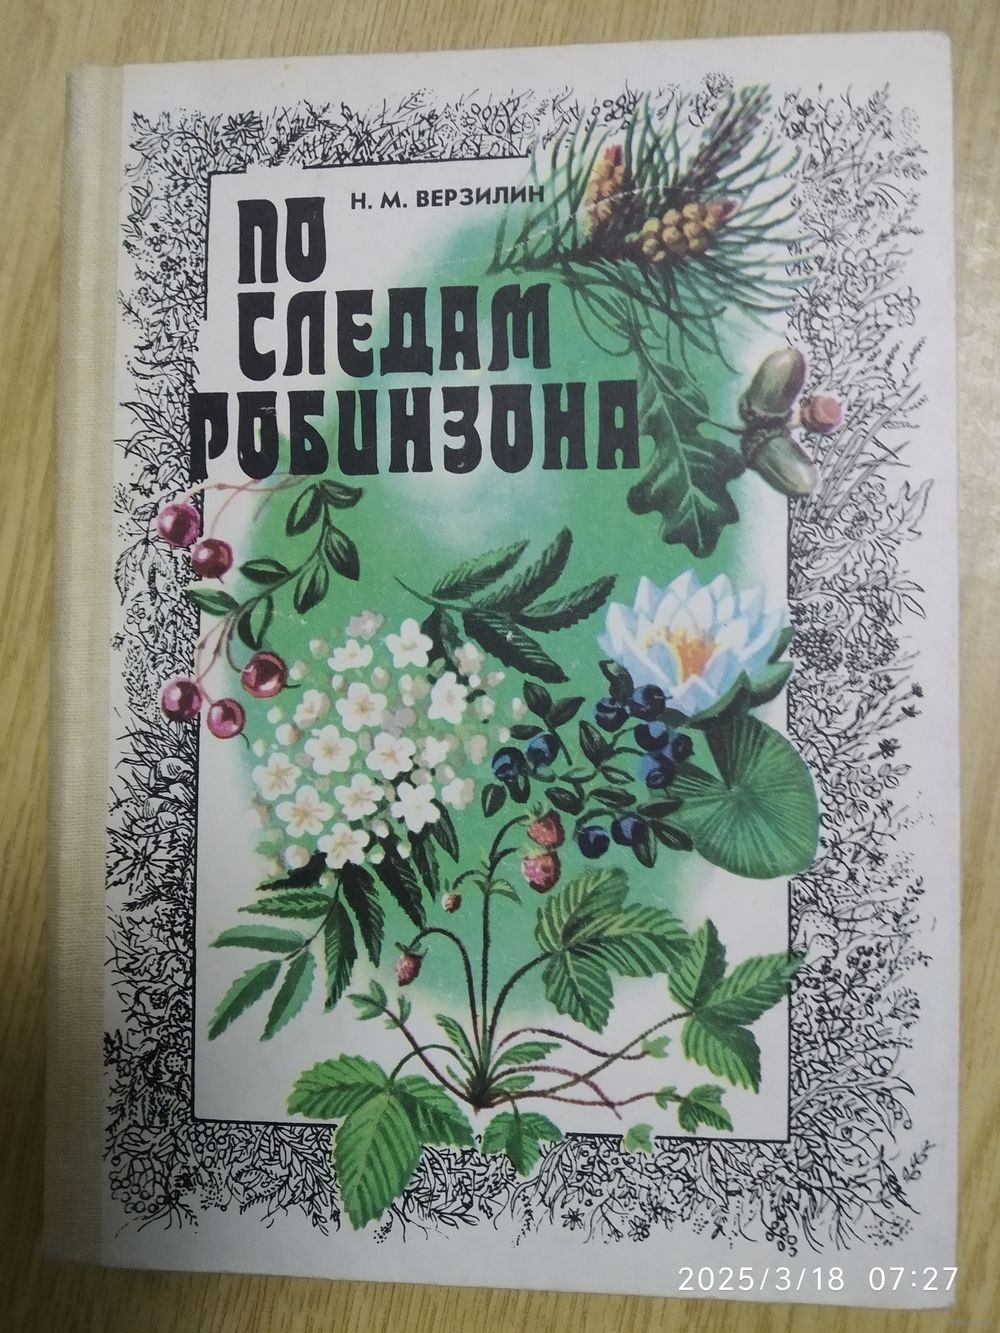 Н. М. ВЕРЗИЛИН
ПО
СЛЕДАМ
РОБИНЗОНА
2025/3/18 07:27